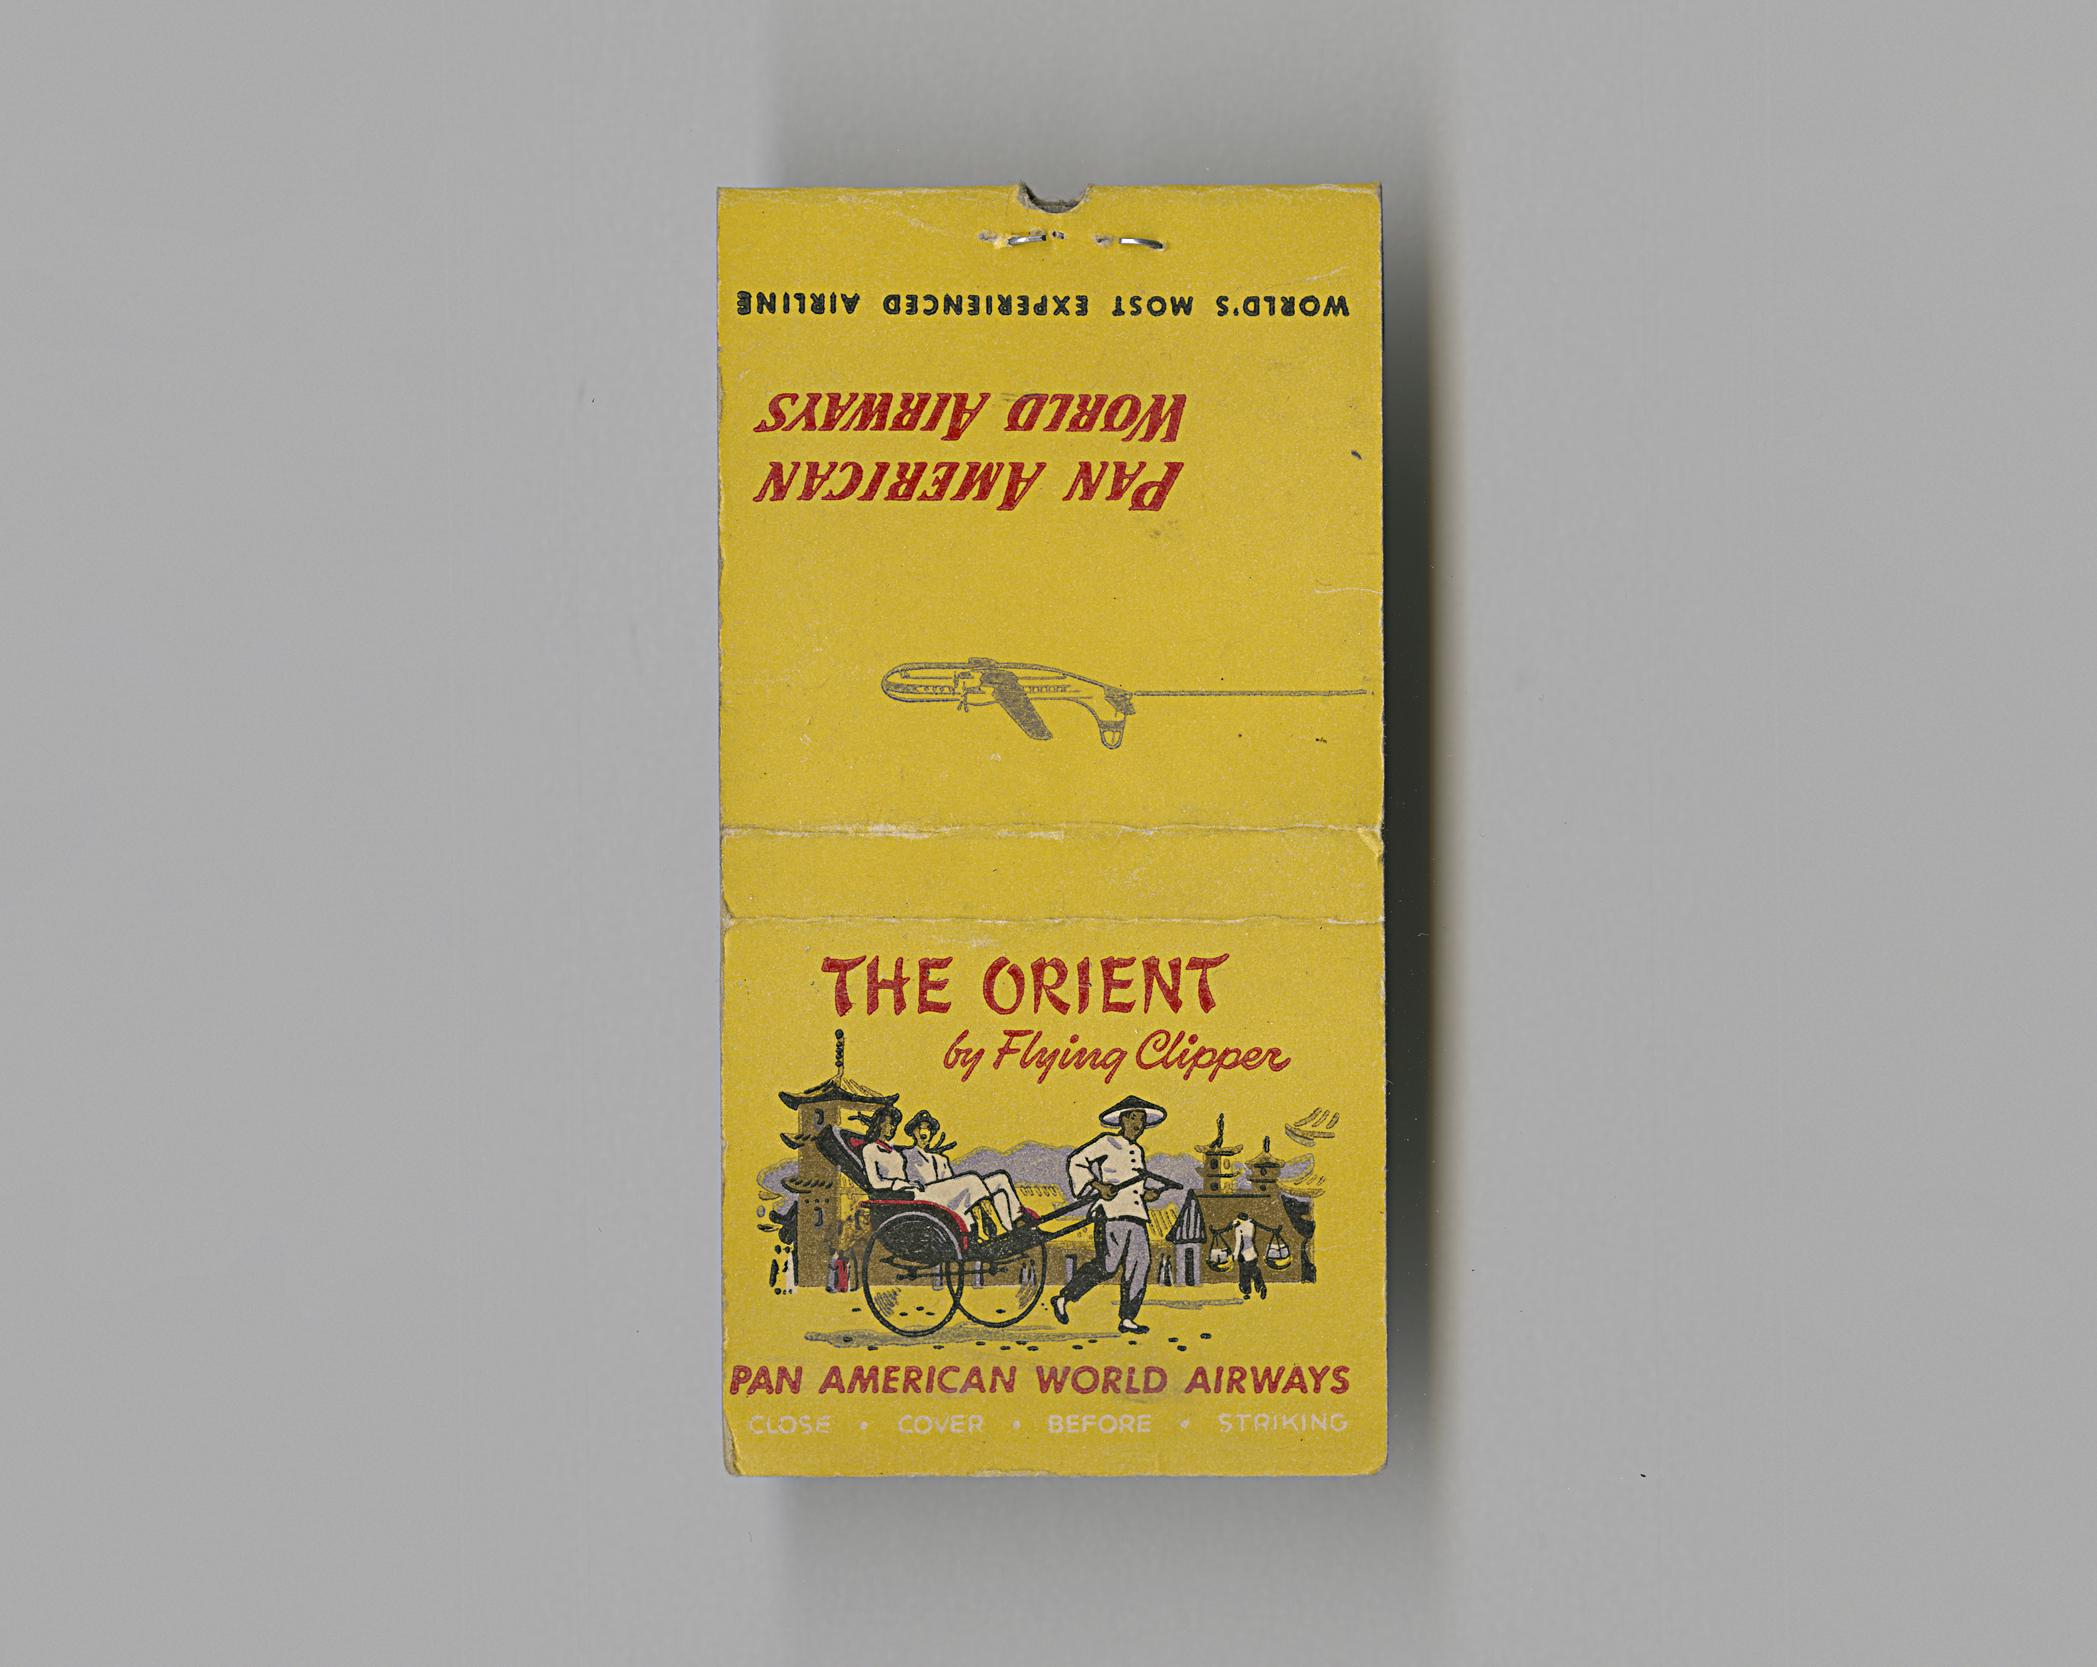 WORLD'S MOST EXPERIENCED AIRLINE
PAN AMERICAN
WORLD AIRWAYS
THE ORIENT
by Flying Clipper
PAN AMERICAN WORLD AIRWAYS
CLOSE • COVER • BEFORE • STRIKING